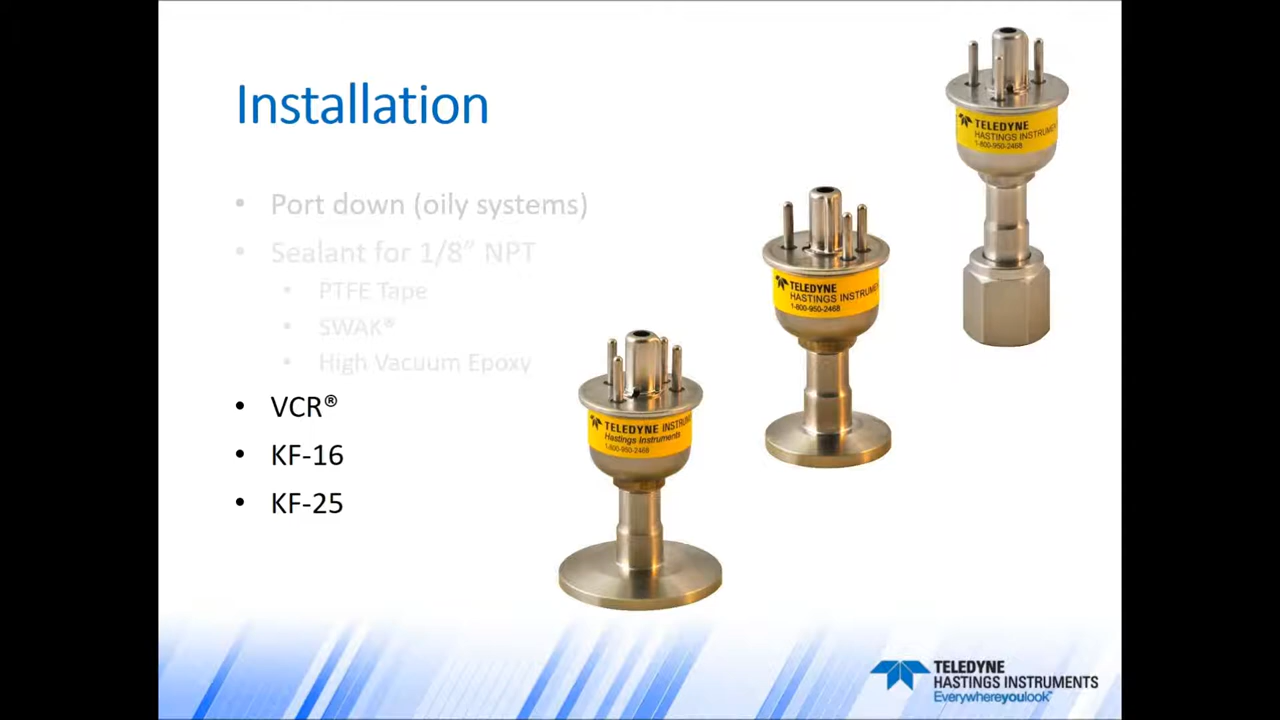 Installation
• Port down (oily systems)
• Sealant for 1/8” NPT
• PTFE Tape
• SWAK®
• High Vacuum Epoxy
• VCR®
• KF-16
• KF-25
TELEDYNE
HASTINGS INSTRUMEN
1-800-950-2468
TELEDYNE
HASTINGS INSTRUM
1-800-950-2468
TELEDYNE INSTRU
Hastings Instruments
1-800-950-2468
TELEDYNE
HASTINGS INSTRUMENTS
Everywhereyoulook™